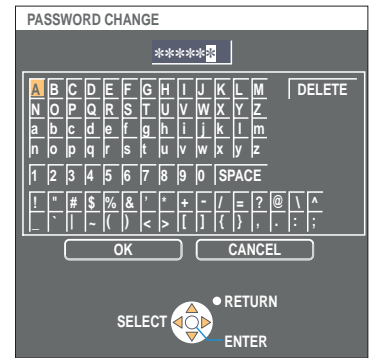 PASSWORD CHANGE
******
A B C D E F G H I J K L M DELETE
N O P Q R S T U V W X Y Z
a b c d e f g h i j k l m
n o p q r s t u v w x y z
1 2 3 4 5 6 7 8 9 0 SPACE
! " # $ % & ' * + - / = ? @ \ ^
_ ` | ~ ( ) < > [ ] { } , . : ;
OK CANCEL
RETURN
SELECT
ENTER